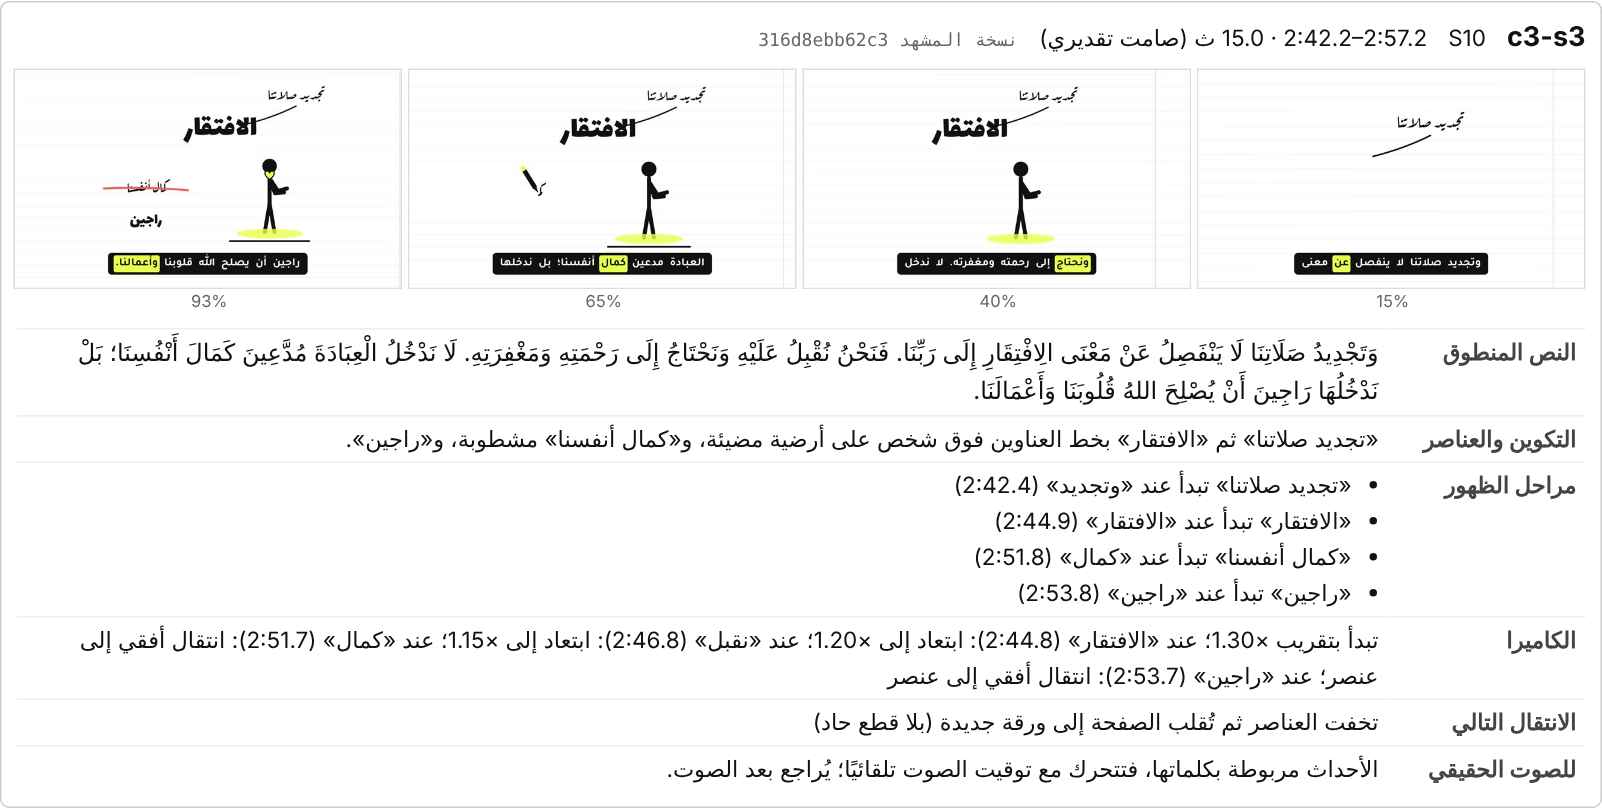 c3-s3 S10 2:42.2–2:57.2 · 15.0 ث (صامت تقديري) نسخة المشهد 316d8ebb62c3
تجديد صلاتنا
وتجديد صلاتنا لا ينفصل عن معنى
15%
تجديد صلاتنا
الافتقار
ونحتاج إلى رحمته ومغفرته. لا ندخل
40%
تجديد صلاتنا
الافتقار
ك
العبادة مدعين كمال أنفسنا؛ بل ندخلها
65%
تجديد صلاتنا
الافتقار
كمال أنفسنا
راجين
راجين أن يصلح الله قلوبنا وأعمالنا.
93%
النص المنطوق
وَتَجْدِيدُ صَلَاتِنَا لَا يَنْفَصِلُ عَنْ مَعْنَى الِافْتِقَارِ إِلَى رَبِّنَا. فَنَحْنُ نُقْبِلُ عَلَيْهِ وَنَحْتَاجُ إِلَى رَحْمَتِهِ وَمَغْفِرَتِهِ. لَا نَدْخُلُ الْعِبَادَةَ مُدَّعِينَ كَمَالَ أَنْفُسِنَا؛ بَلْ
نَدْخُلُهَا رَاجِينَ أَنْ يُصْلِحَ اللهُ قُلُوبَنَا وَأَعْمَالَنَا.
التكوين والعناصر
«تجديد صلاتنا» ثم «الافتقار» بخط العناوين فوق شخص على أرضية مضيئة، و«كمال أنفسنا» مشطوبة، و«راجين».
مراحل الظهور
• «تجديد صلاتنا» تبدأ عند «وتجديد» (2:42.4)
• «الافتقار» تبدأ عند «الافتقار» (2:44.9)
• «كمال أنفسنا» تبدأ عند «كمال» (2:51.8)
• «راجين» تبدأ عند «راجين» (2:53.8)
الكاميرا
تبدأ بتقريب ×1.30؛ عند «الافتقار» (2:44.8): ابتعاد إلى ×1.20؛ عند «نقبل» (2:46.8): ابتعاد إلى ×1.15؛ عند «كمال» (2:51.7): انتقال أفقي إلى
عنصر؛ عند «راجين» (2:53.7): انتقال أفقي إلى عنصر
الانتقال التالي
تخفت العناصر ثم تُقلب الصفحة إلى ورقة جديدة (بلا قطع حاد)
للصوت الحقيقي
الأحداث مربوطة بكلماتها، فتتحرك مع توقيت الصوت تلقائيًا؛ يُراجع بعد الصوت.